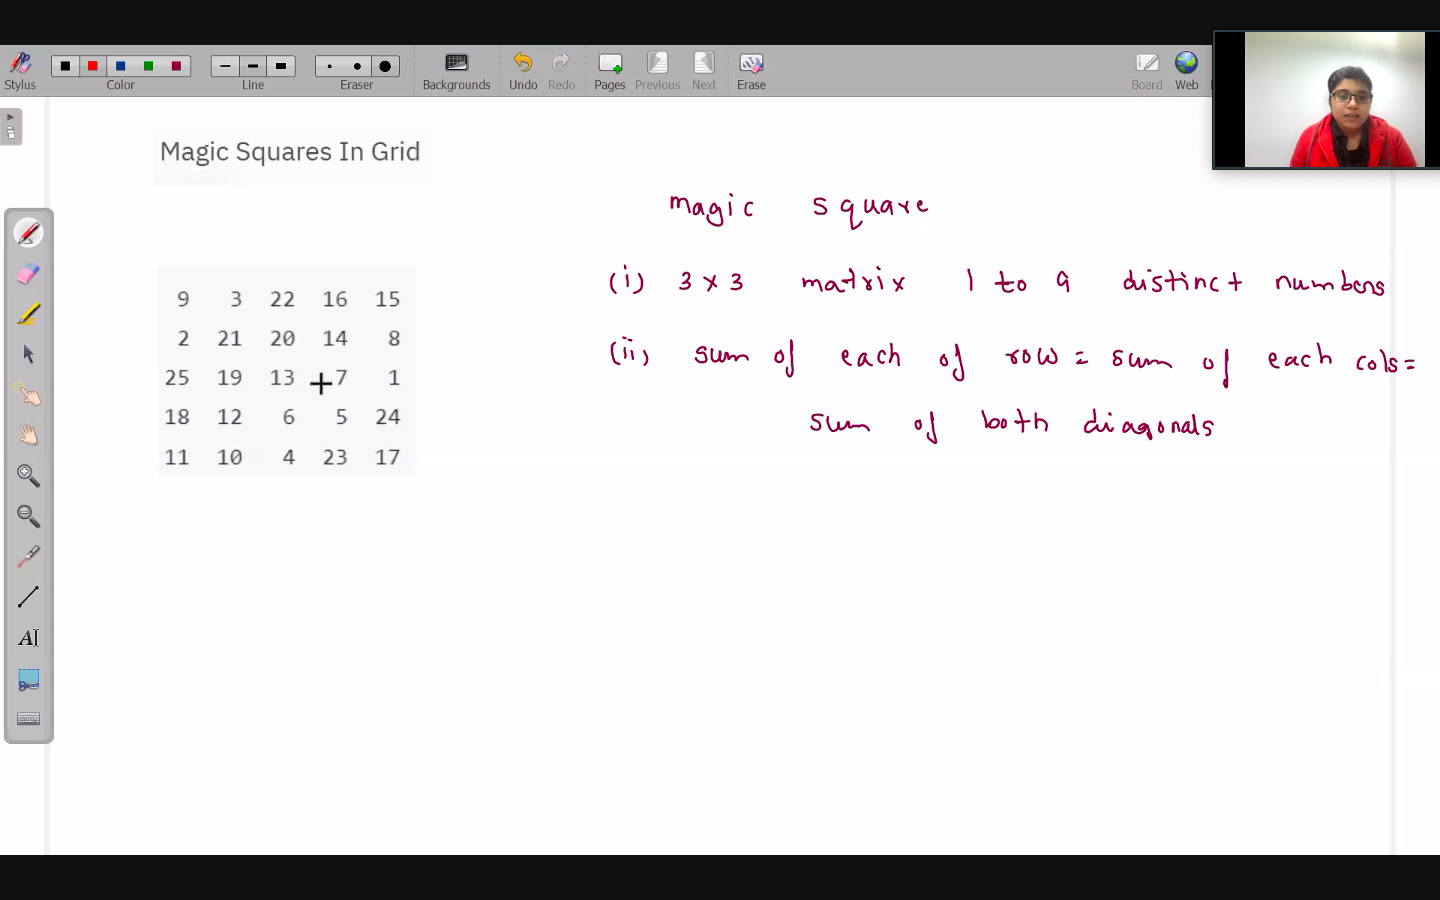 Stylus Color Line Eraser Backgrounds Undo Redo Pages Previous Next Erase Board Web
Magic Squares In Grid
magic square
(i) 3 x 3 matrix 1 to 9 distinct numbers
(ii) sum of each of row = sum of each cols =
sum of both diagonals
9 3 22 16 15
2 21 20 14 8
25 19 13 7 1
18 12 6 5 24
11 10 4 23 17